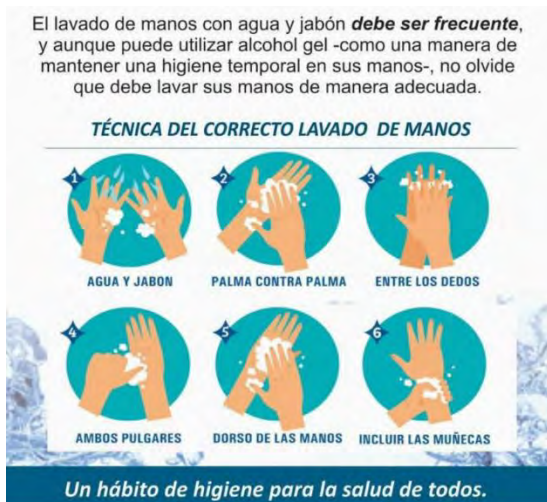 El lavado de manos con agua y jabón debe ser frecuente,
y aunque puede utilizar alcohol gel -como una manera de
mantener una higiene temporal en sus manos-, no olvide
que debe lavar sus manos de manera adecuada.
TÉCNICA DEL CORRECTO LAVADO DE MANOS
1
2
3
AGUA Y JABON
PALMA CONTRA PALMA
ENTRE LOS DEDOS
4
5
6
AMBOS PULGARES
DORSO DE LAS MANOS
INCLUIR LAS MUÑECAS
Un hábito de higiene para la salud de todos.